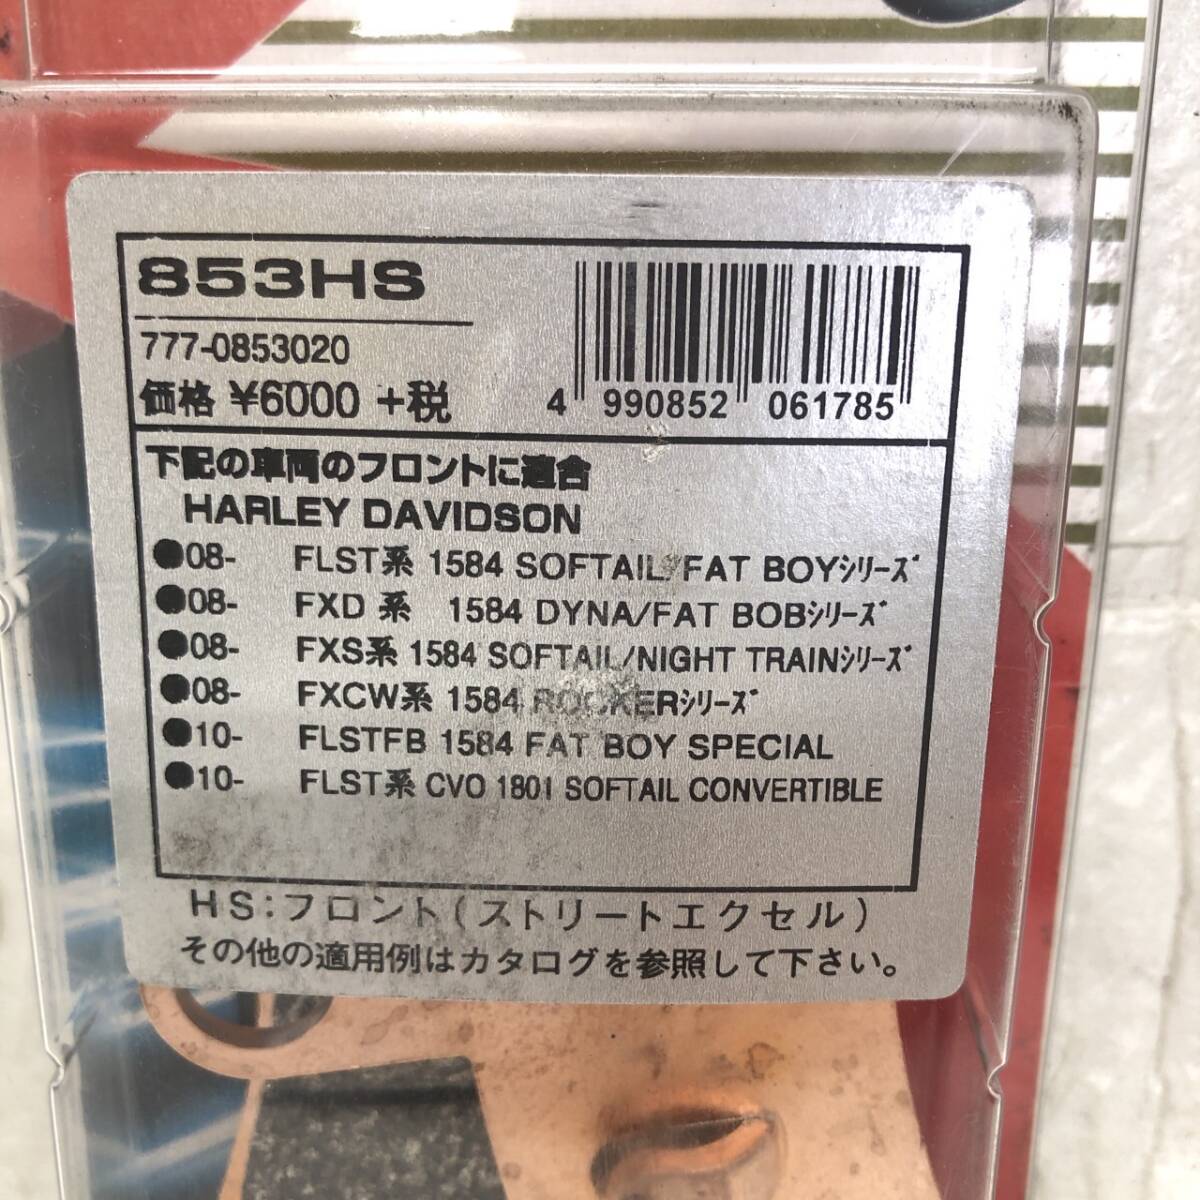 853HS
777-0853020
価格 ¥6000 +税
4 990852 061785
下記の車両のフロントに適合
HARLEY DAVIDSON
●08- FLST系 1584 SOFTAIL/FAT BOYシリーズ
●08- FXD 系 1584 DYNA/FAT BOBシリーズ
●08- FXS系 1584 SOFTAIL/NIGHT TRAINシリーズ
●08- FXCW系 1584 ROCKERシリーズ
●10- FLSTFB 1584 FAT BOY SPECIAL
●10- FLST系 CVO 1801 SOFTAIL CONVERTIBLE
HS:フロント(ストリートエクセル)
その他の適用例はカタログを参照して下さい。